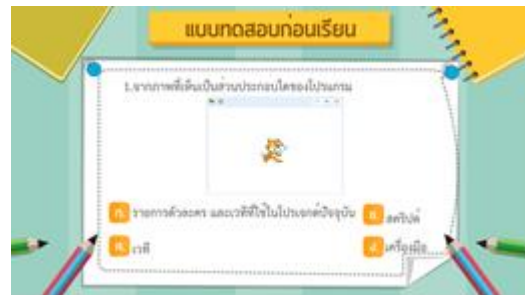 แบบทดสอบก่อนเรียน
1.จากภาพที่เห็นเป็นส่วนประกอบใดของโปรแกรม
ก. รายการตัวละคร และเวทีที่ใช้ในโปรเจกต์ปัจจุบัน ข. สคริปต์
ค. เวที ง. เครื่องมือ